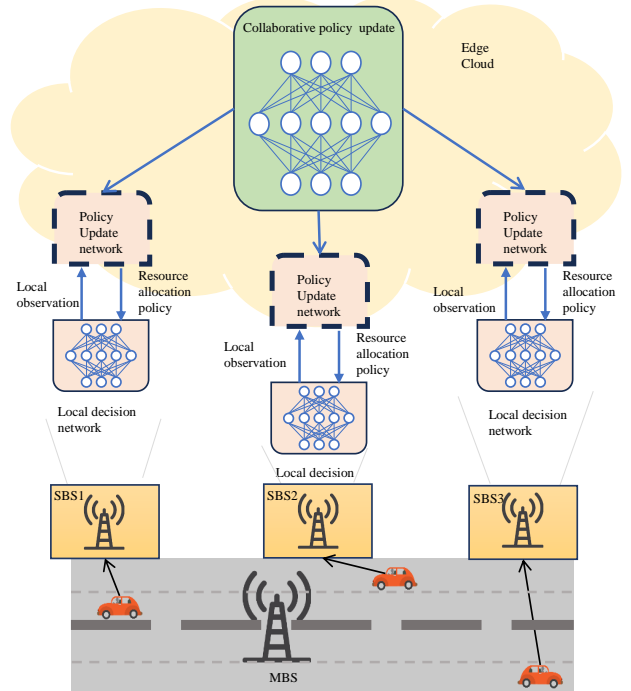 Collaborative policy update
Edge
Cloud
Policy
Update
network
Policy
Update
network
Policy
Update
network
Local
observation
Resource
allocation
policy
Local
observation
Resource
allocation
policy
Local
observation
Resource
allocation
policy
Local decision
network
Local decision
Local decision
network
SBS1
SBS2
SBS3
MBS